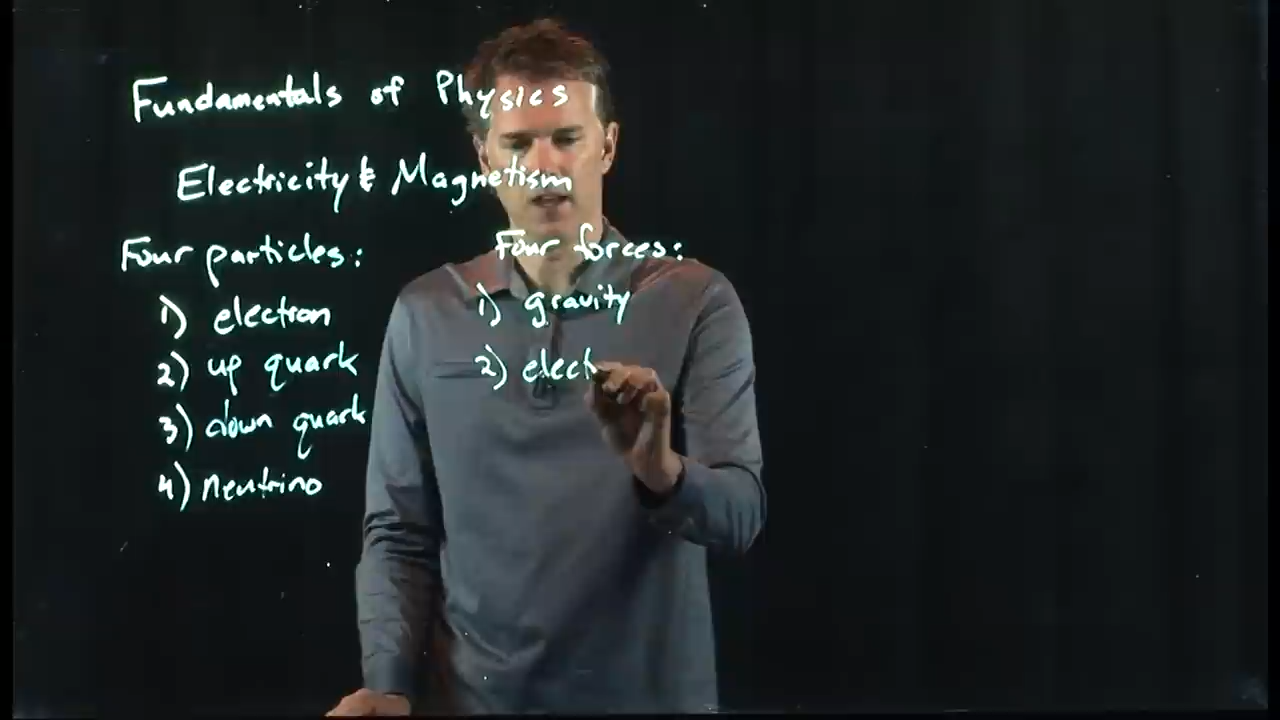 Fundamentals of Physics
Electricity & Magnetism
Four particles:
1) electron
2) up quark
3) down quark
4) neutrino
Four forces:
1) gravity
2) elect